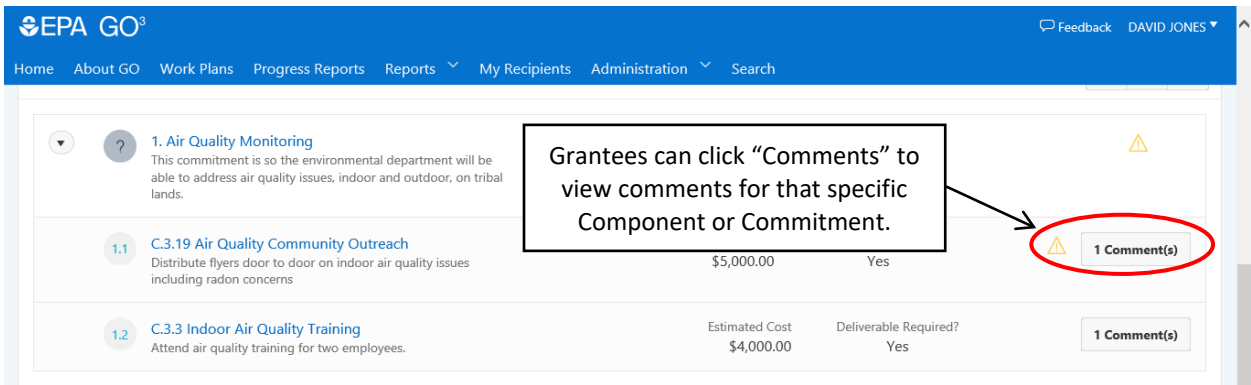 EPA GO³
Feedback DAVID JONES
Home About GO Work Plans Progress Reports Reports My Recipients Administration Search
? 1. Air Quality Monitoring
This commitment is so the environmental department will be
able to address air quality issues, indoor and outdoor, on tribal
lands.
Grantees can click “Comments” to
view comments for that specific
Component or Commitment.
1.1 C.3.19 Air Quality Community Outreach
Distribute flyers door to door on indoor air quality issues
including radon concerns
$5,000.00 Yes
1 Comment(s)
1.2 C.3.3 Indoor Air Quality Training
Attend air quality training for two employees.
Estimated Cost Deliverable Required?
$4,000.00 Yes
1 Comment(s)